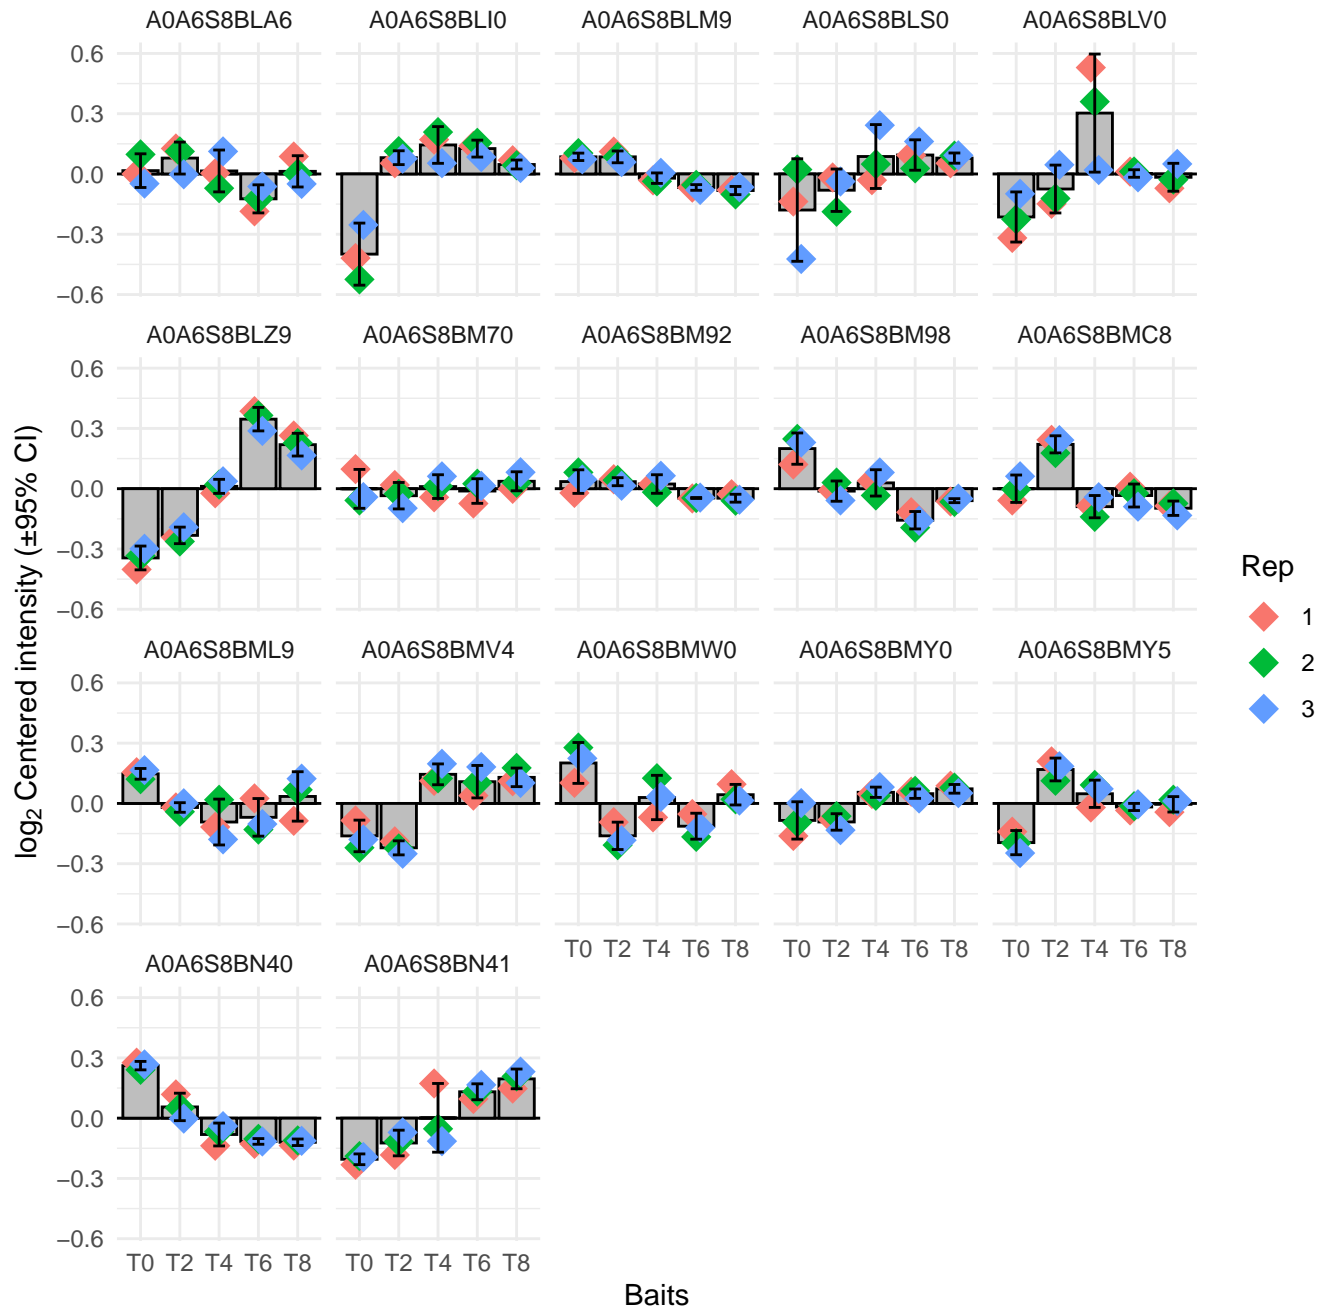 A0A6S8BLA6 A0A6S8BLI0 A0A6S8BLM9 A0A6S8BLS0 A0A6S8BLV0
0.6
0.3
0.0
−0.3
−0.6
A0A6S8BLZ9 A0A6S8BM70 A0A6S8BM92 A0A6S8BM98 A0A6S8BMC8
0.6
0.3
0.0
−0.3
−0.6
A0A6S8BML9 A0A6S8BMV4 A0A6S8BMW0 A0A6S8BMY0 A0A6S8BMY5
0.6
0.3
0.0
−0.3
−0.6
T0 T2 T4 T6 T8 T0 T2 T4 T6 T8 T0 T2 T4 T6 T8
A0A6S8BN40 A0A6S8BN41
0.6
0.3
0.0
−0.3
−0.6
T0 T2 T4 T6 T8 T0 T2 T4 T6 T8
Baits
log2 Centered intensity (±95% CI)
Rep
1
2
3